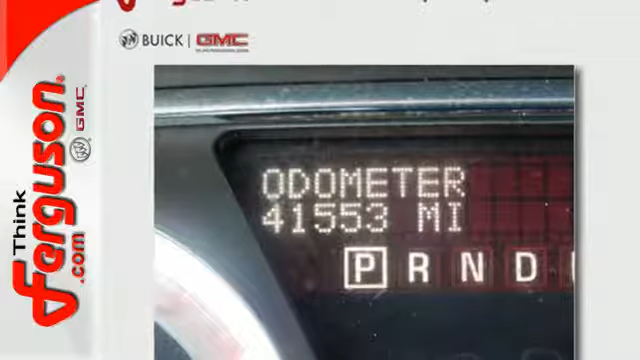 BUICK GMC
Think
Ferguson
.com
GMC
ODOMETER
41553 MI
P R N D